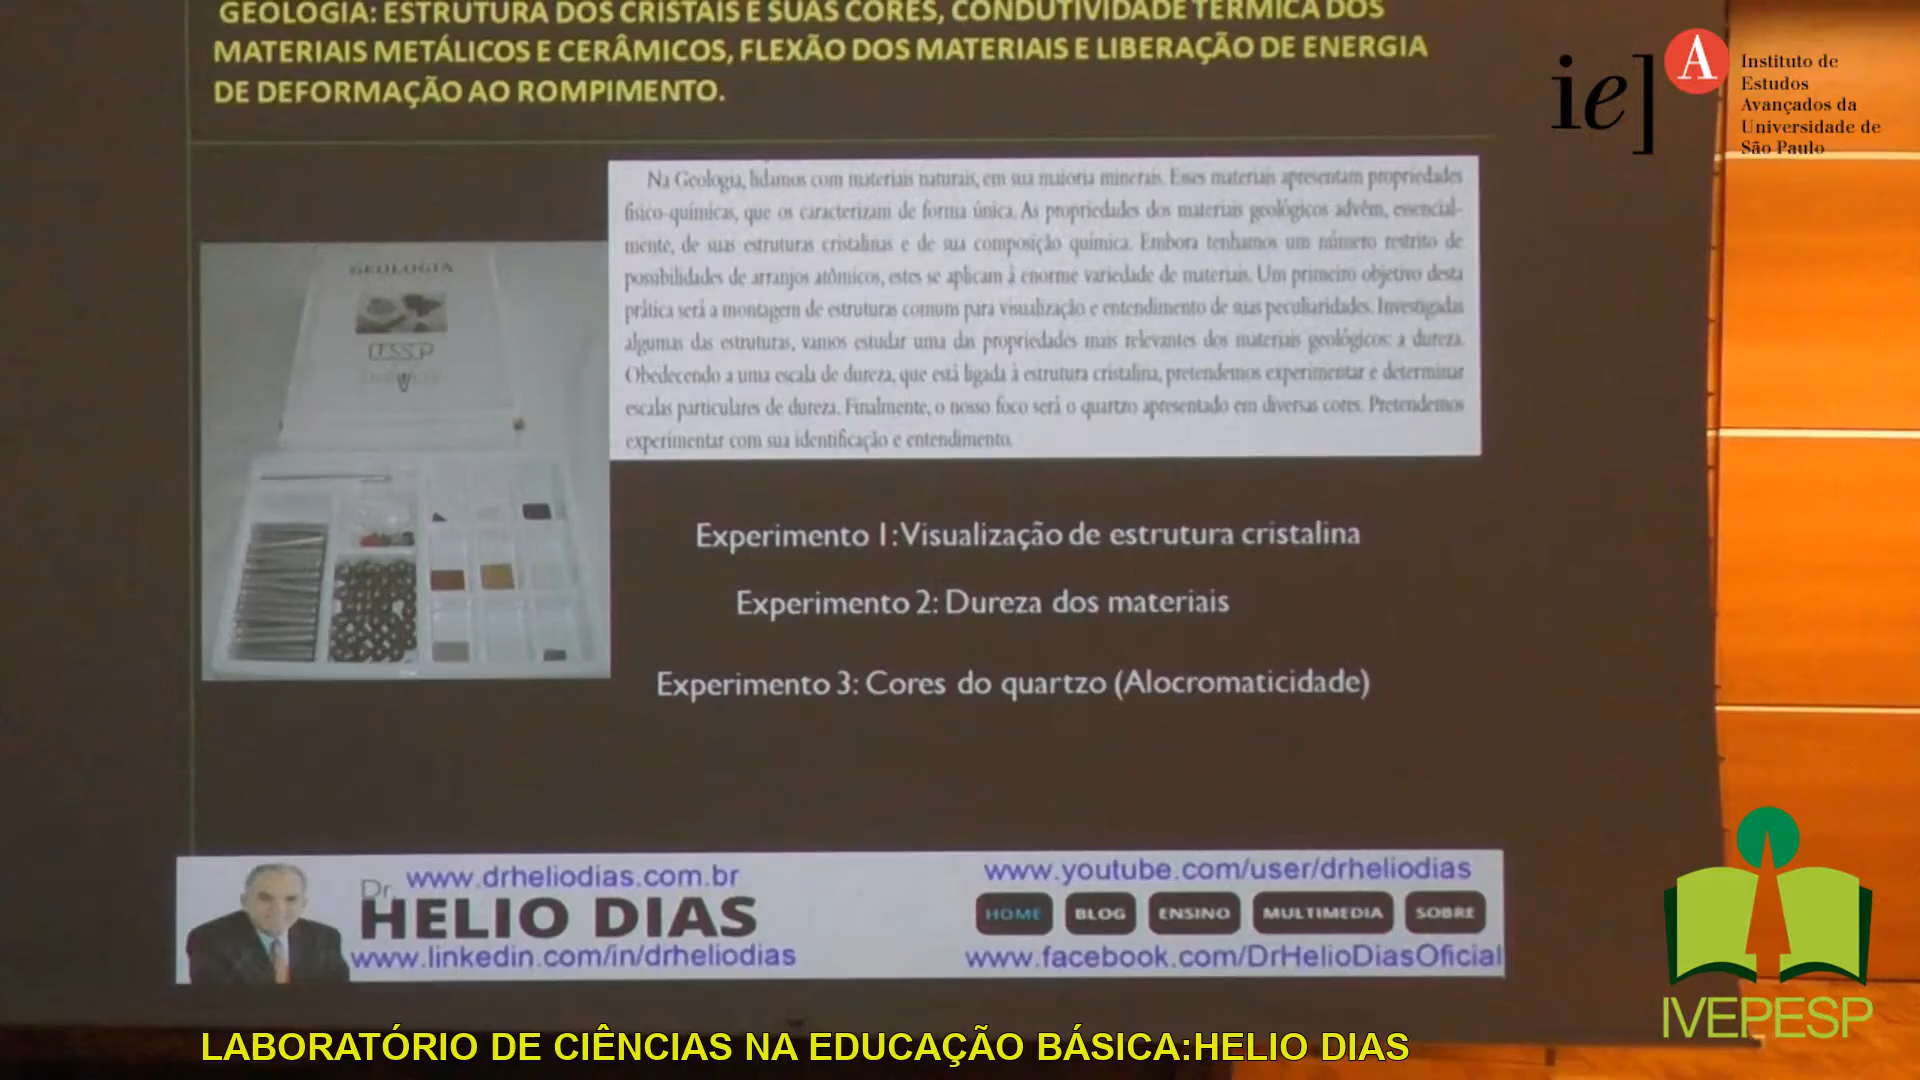 GEOLOGIA: ESTRUTURA DOS CRISTAIS E SUAS CORES, CONDUTIVIDADE TÉRMICA DOS
MATERIAIS METÁLICOS E CERÂMICOS, FLEXÃO DOS MATERIAIS E LIBERAÇÃO DE ENERGIA
DE DEFORMAÇÃO AO ROMPIMENTO.
ie]A
Instituto de
Estudos
Avançados da
Universidade de
São Paulo
Na Geologia, lidamos com materiais naturais, em sua maioria minerais. Esses materiais apresentam propriedades
físico-químicas, que os caracterizam de forma única. As propriedades dos materiais geológicos advêm, essencial-
mente, de suas estruturas cristalinas e de sua composição química. Embora tenhamos um número restrito de
possibilidades de arranjos atômicos, estes se aplicam à enorme variedade de materiais. Um primeiro objetivo desta
prática será a montagem de estruturas comuns para visualização e entendimento de suas peculiaridades. Investigadas
algumas das estruturas, vamos estudar uma das propriedades mais relevantes dos materiais geológicos: a dureza.
Obedecendo a uma escala de dureza, que está ligada à estrutura cristalina, pretendemos experimentar e determinar
escalas particulares de dureza. Finalmente, o nosso foco será o quartzo apresentado em diversas cores. Pretendemos
experimentar com sua identificação e entendimento.
GEOLOGIA
Experimento 1: Visualização de estrutura cristalina
Experimento 2: Dureza dos materiais
Experimento 3: Cores do quartzo (Alocromaticidade)
www.drheliodias.com.br
Dr.
HELIO DIAS
www.linkedin.com/in/drheliodias
www.youtube.com/user/drheliodias
HOME BLOG ENSINO MULTIMEDIA SOBRE
www.facebook.com/DrHelioDiasOficial
IVEPESP
LABORATÓRIO DE CIÊNCIAS NA EDUCAÇÃO BÁSICA:HELIO DIAS